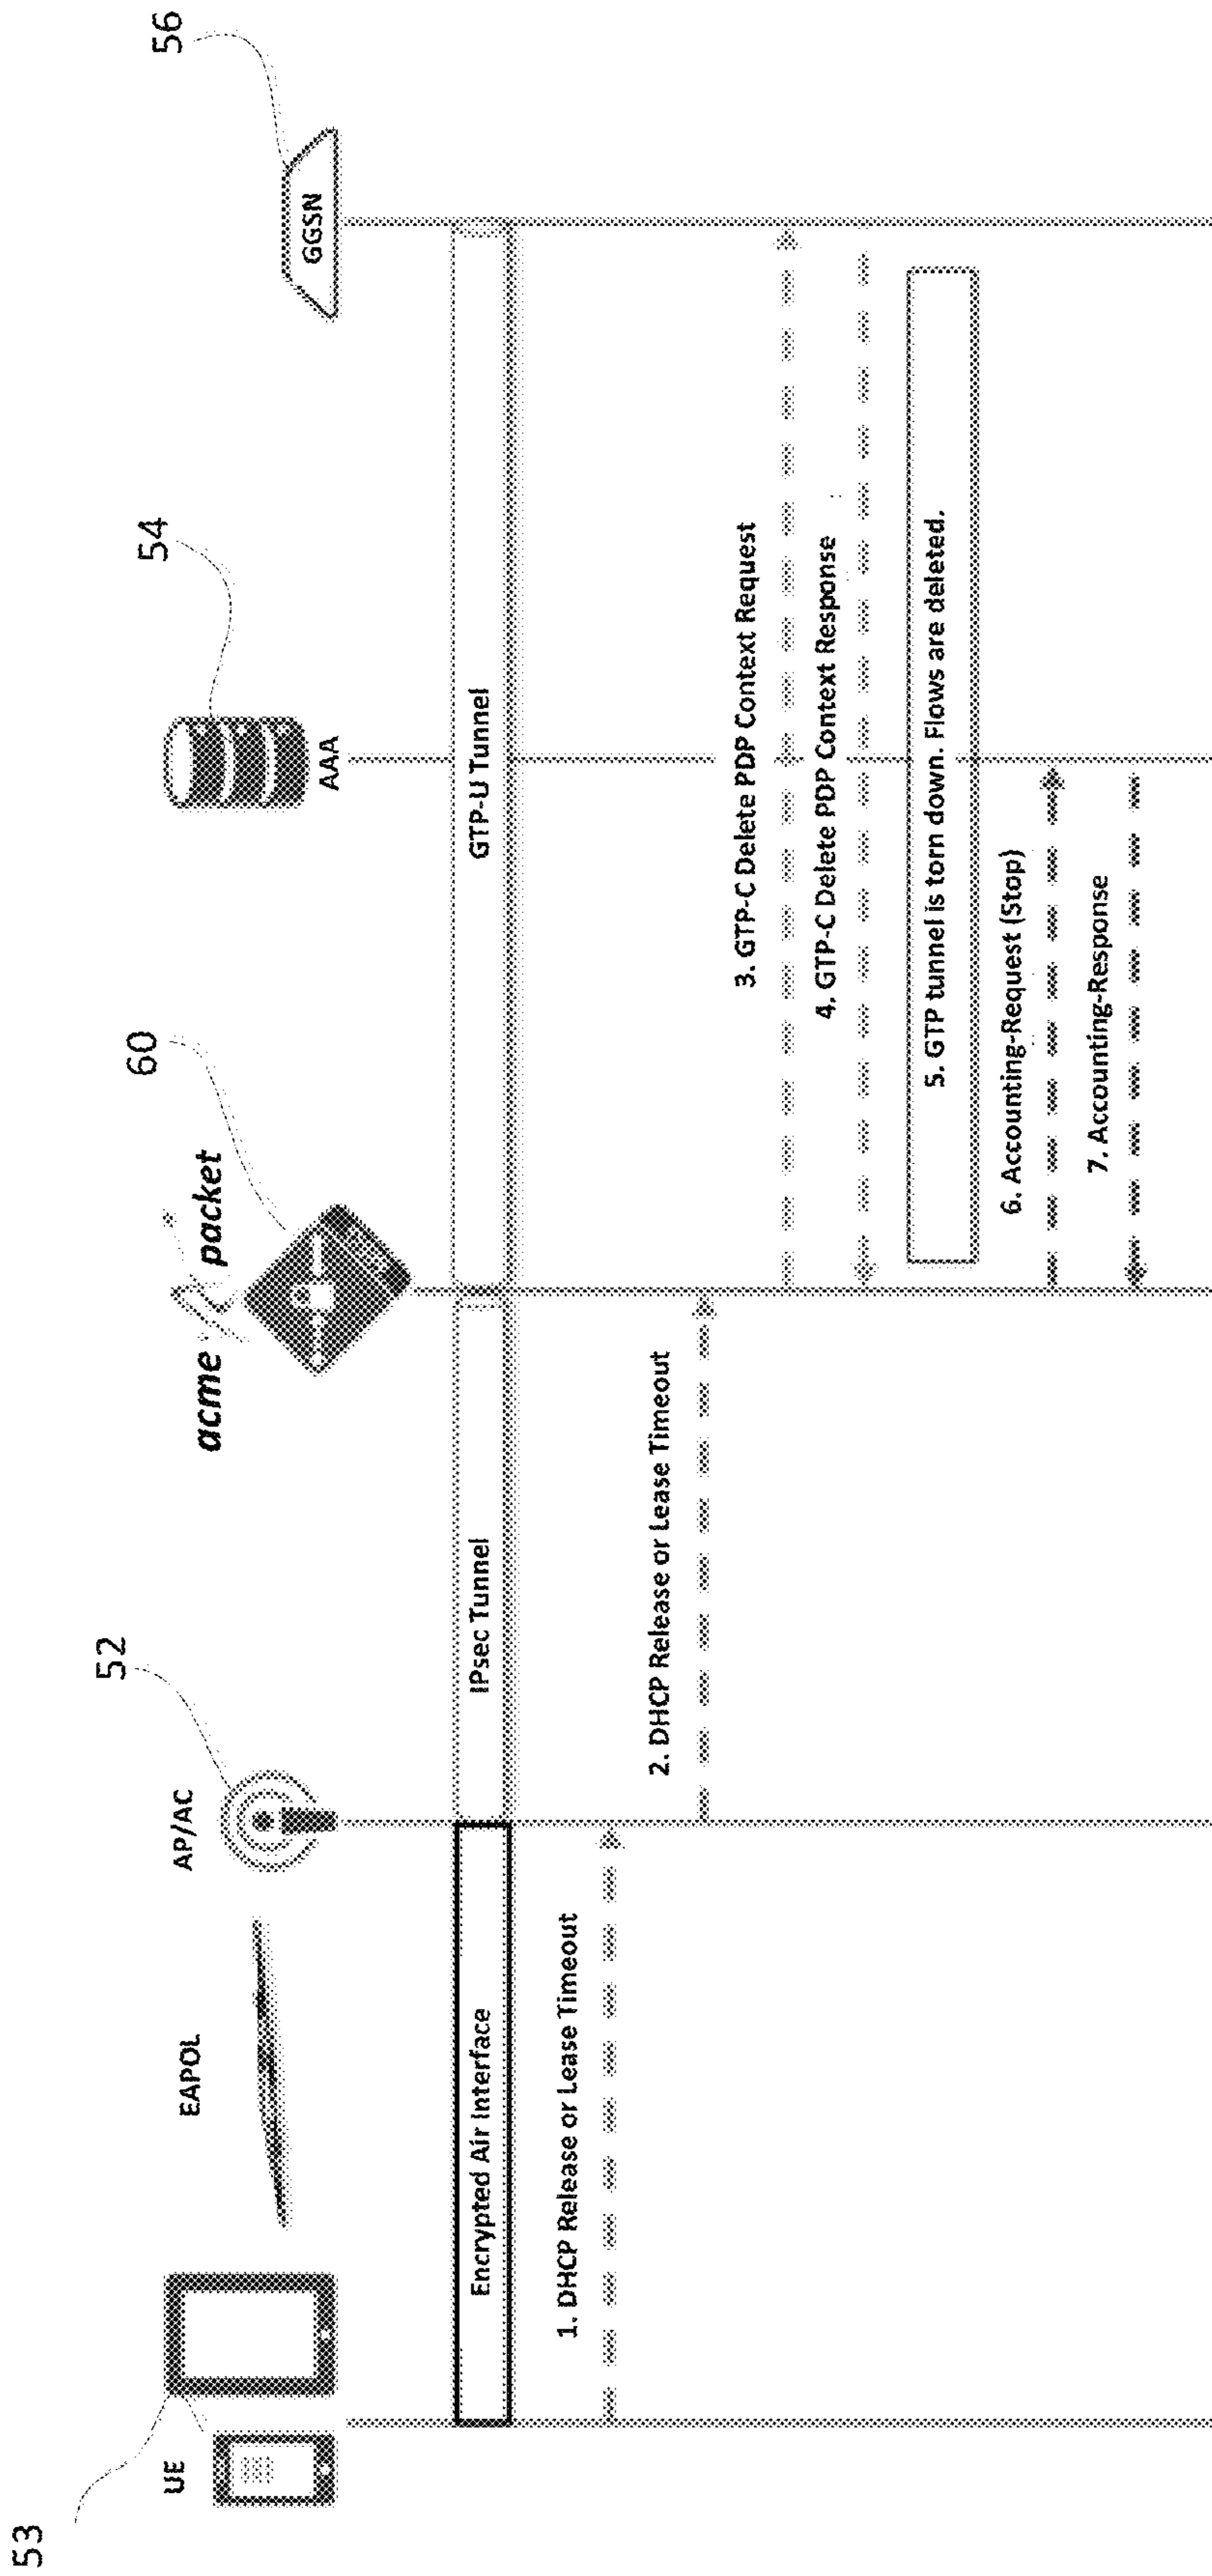 53
UE
EAPOL
AP/AC
52
acme packet
60
AAA
54
GGSN
56
Encrypted Air Interface
IPsec Tunnel
GTP-U Tunnel
1. DHCP Release or Lease Timeout
2. DHCP Release or Lease Timeout
3. GTP-C Delete PDP Context Request
4. GTP-C Delete PDP Context Response
5. GTP tunnel is torn down. Flows are deleted.
6. Accounting-Request (Stop)
7. Accounting-Response